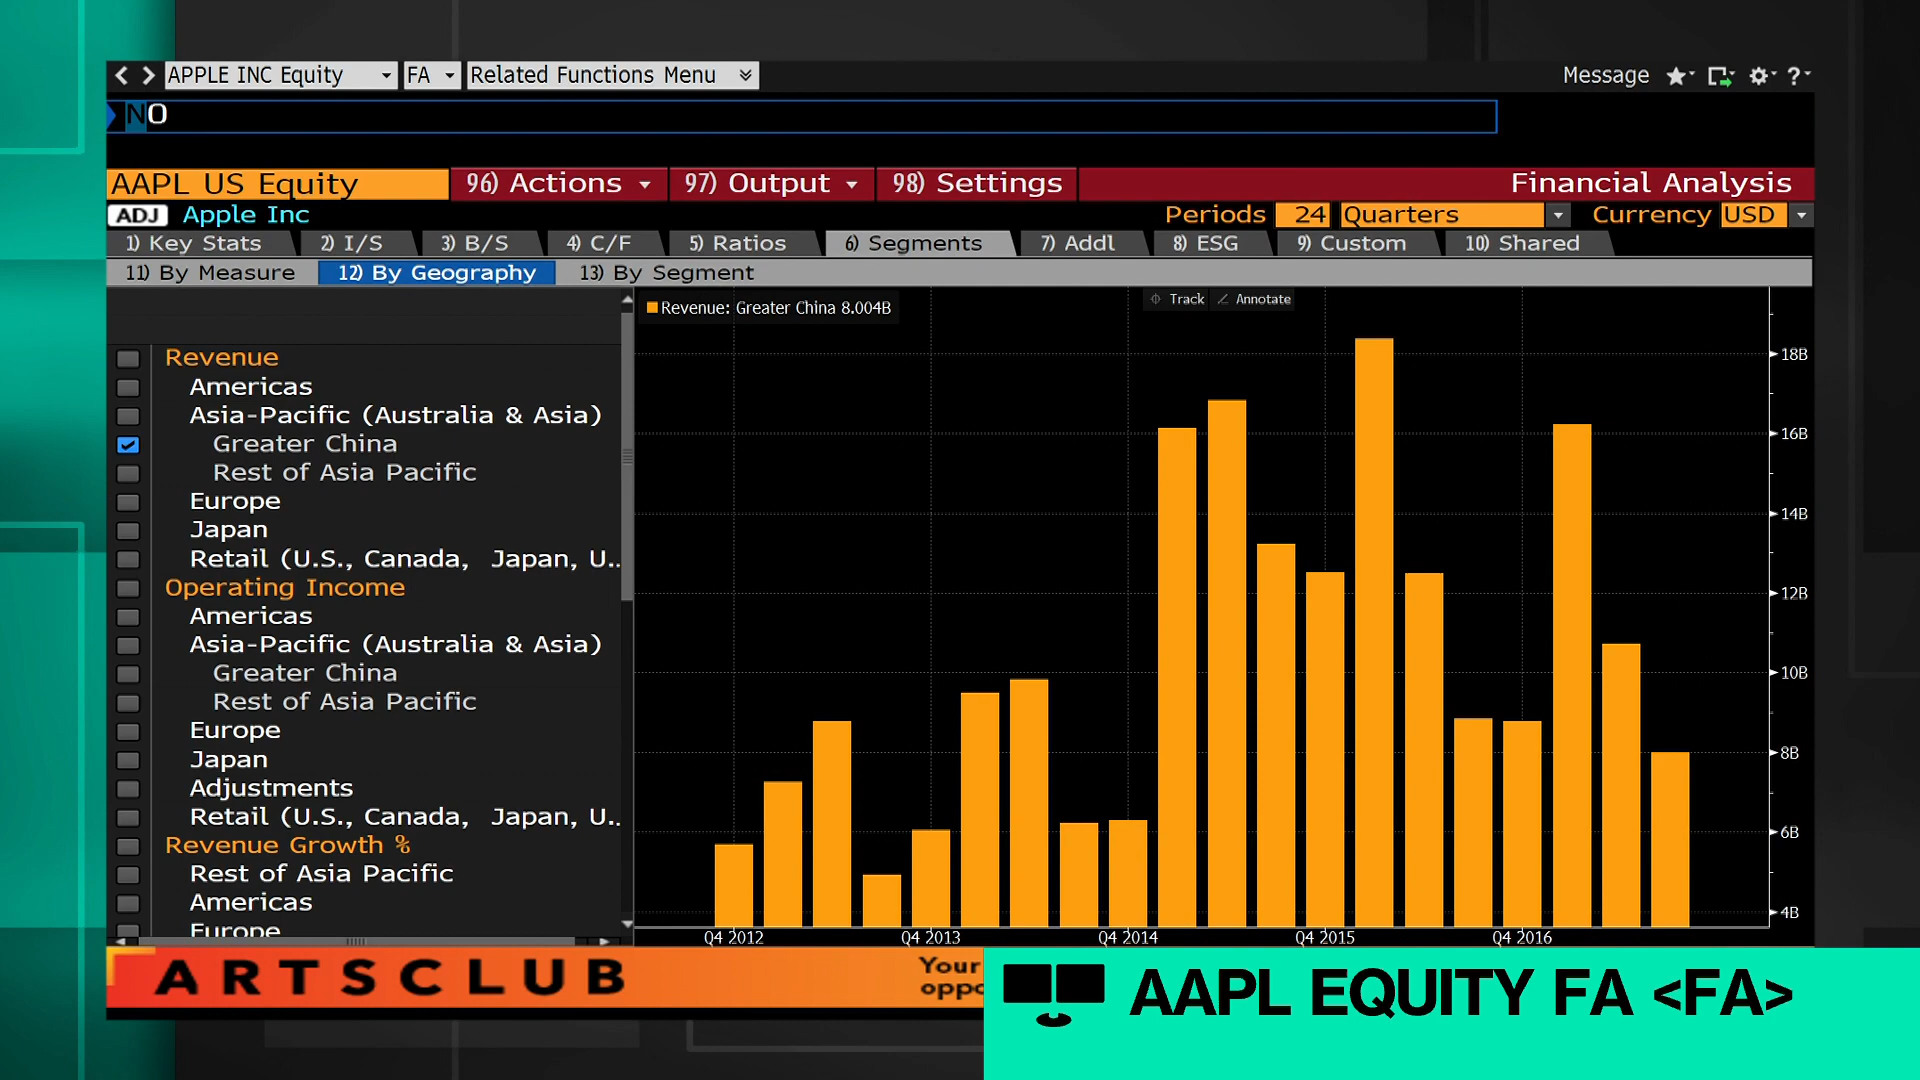 APPLE INC Equity FA Related Functions Menu Message ?
NO
AAPL US Equity 96) Actions 97) Output 98) Settings Financial Analysis
ADJ Apple Inc Periods 24 Quarters Currency USD
1) Key Stats 2) I/S 3) B/S 4) C/F 5) Ratios 6) Segments 7) Addl 8) ESG 9) Custom 10) Shared
11) By Measure 12) By Geography 13) By Segment
Revenue
Americas
Asia-Pacific (Australia & Asia)
Greater China
Rest of Asia Pacific
Europe
Japan
Retail (U.S., Canada, Japan, U..
Operating Income
Americas
Asia-Pacific (Australia & Asia)
Greater China
Rest of Asia Pacific
Europe
Japan
Adjustments
Retail (U.S., Canada, Japan, U..
Revenue Growth %
Rest of Asia Pacific
Americas
Europe
Revenue: Greater China 8.004B
Track Annotate
18B
16B
14B
12B
10B
8B
6B
4B
Q4 2012 Q4 2013 Q4 2014 Q4 2015 Q4 2016
ARTSCLUB
Your
oppo
AAPL EQUITY FA <FA>